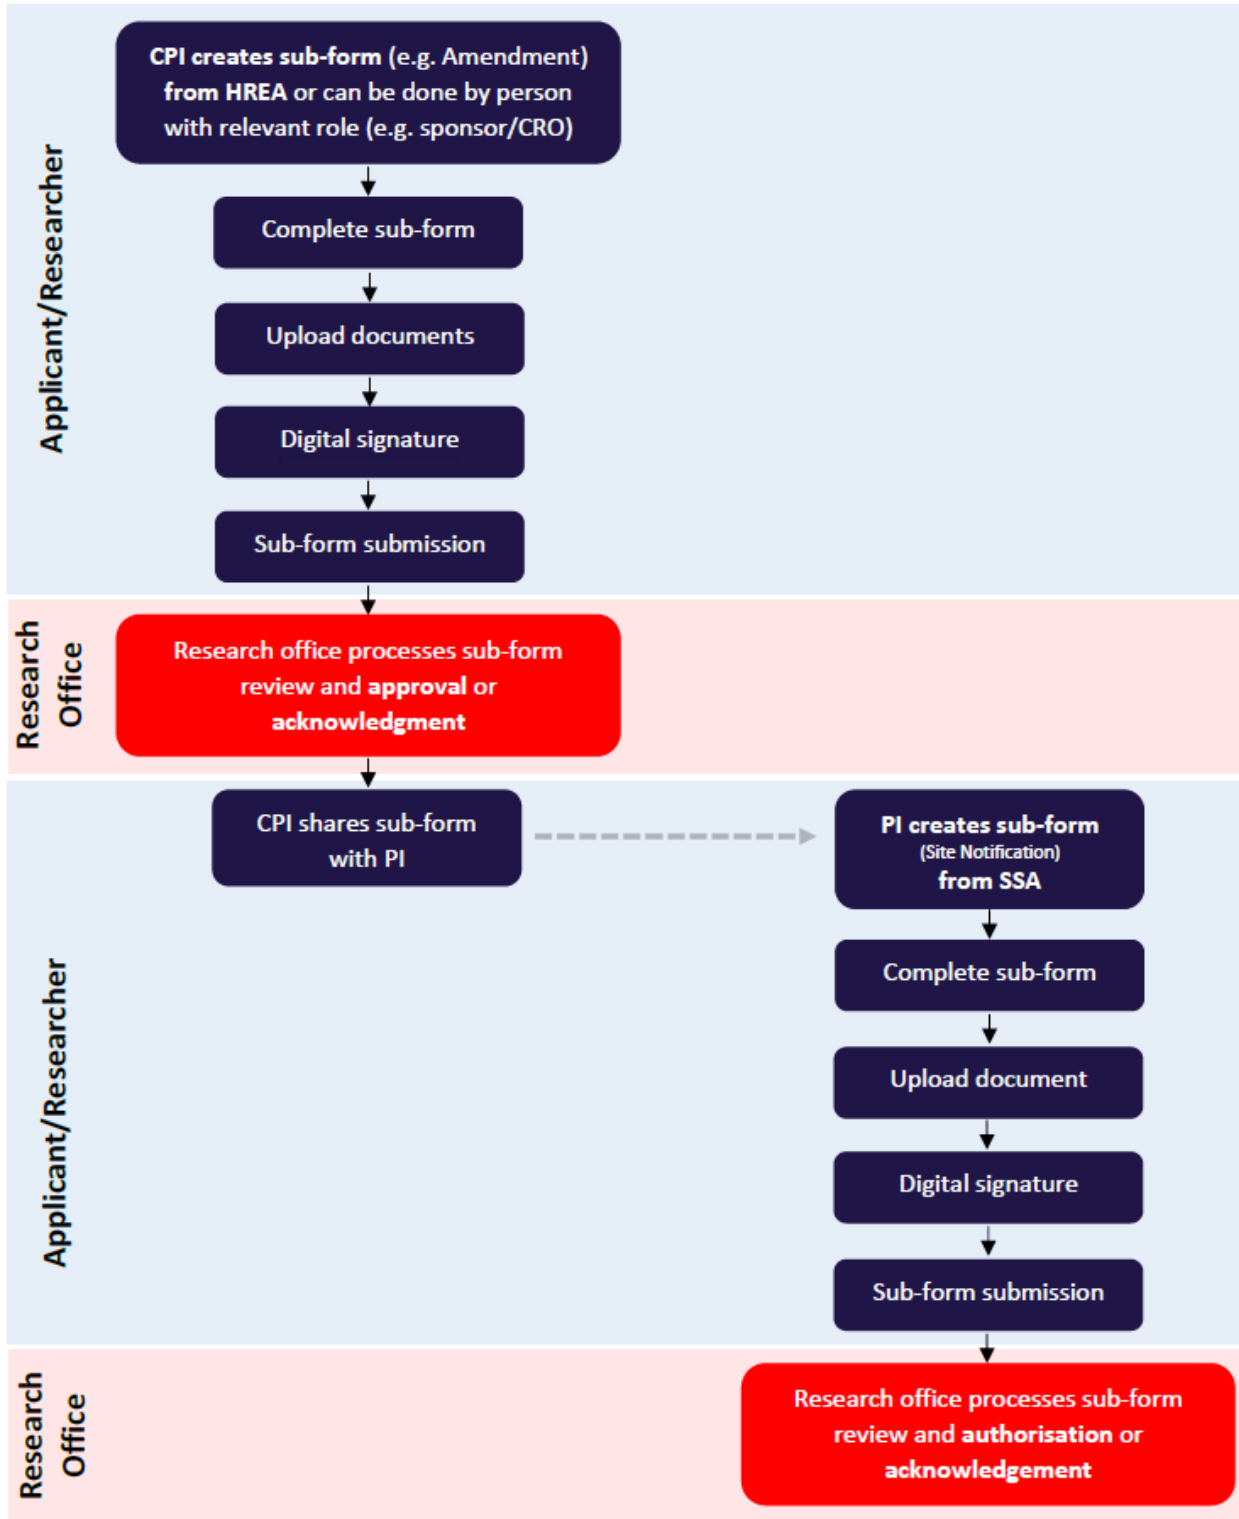 Applicant/Researcher
CPI creates sub-form (e.g. Amendment)
from HREA or can be done by person
with relevant role (e.g. sponsor/CRO)
Complete sub-form
Upload documents
Digital signature
Sub-form submission
Research
Office
Research office processes sub-form
review and approval or
acknowledgment
Applicant/Researcher
CPI shares sub-form
with PI
PI creates sub-form
(Site Notification)
from SSA
Complete sub-form
Upload document
Digital signature
Sub-form submission
Research
Office
Research office processes sub-form
review and authorisation or
acknowledgement